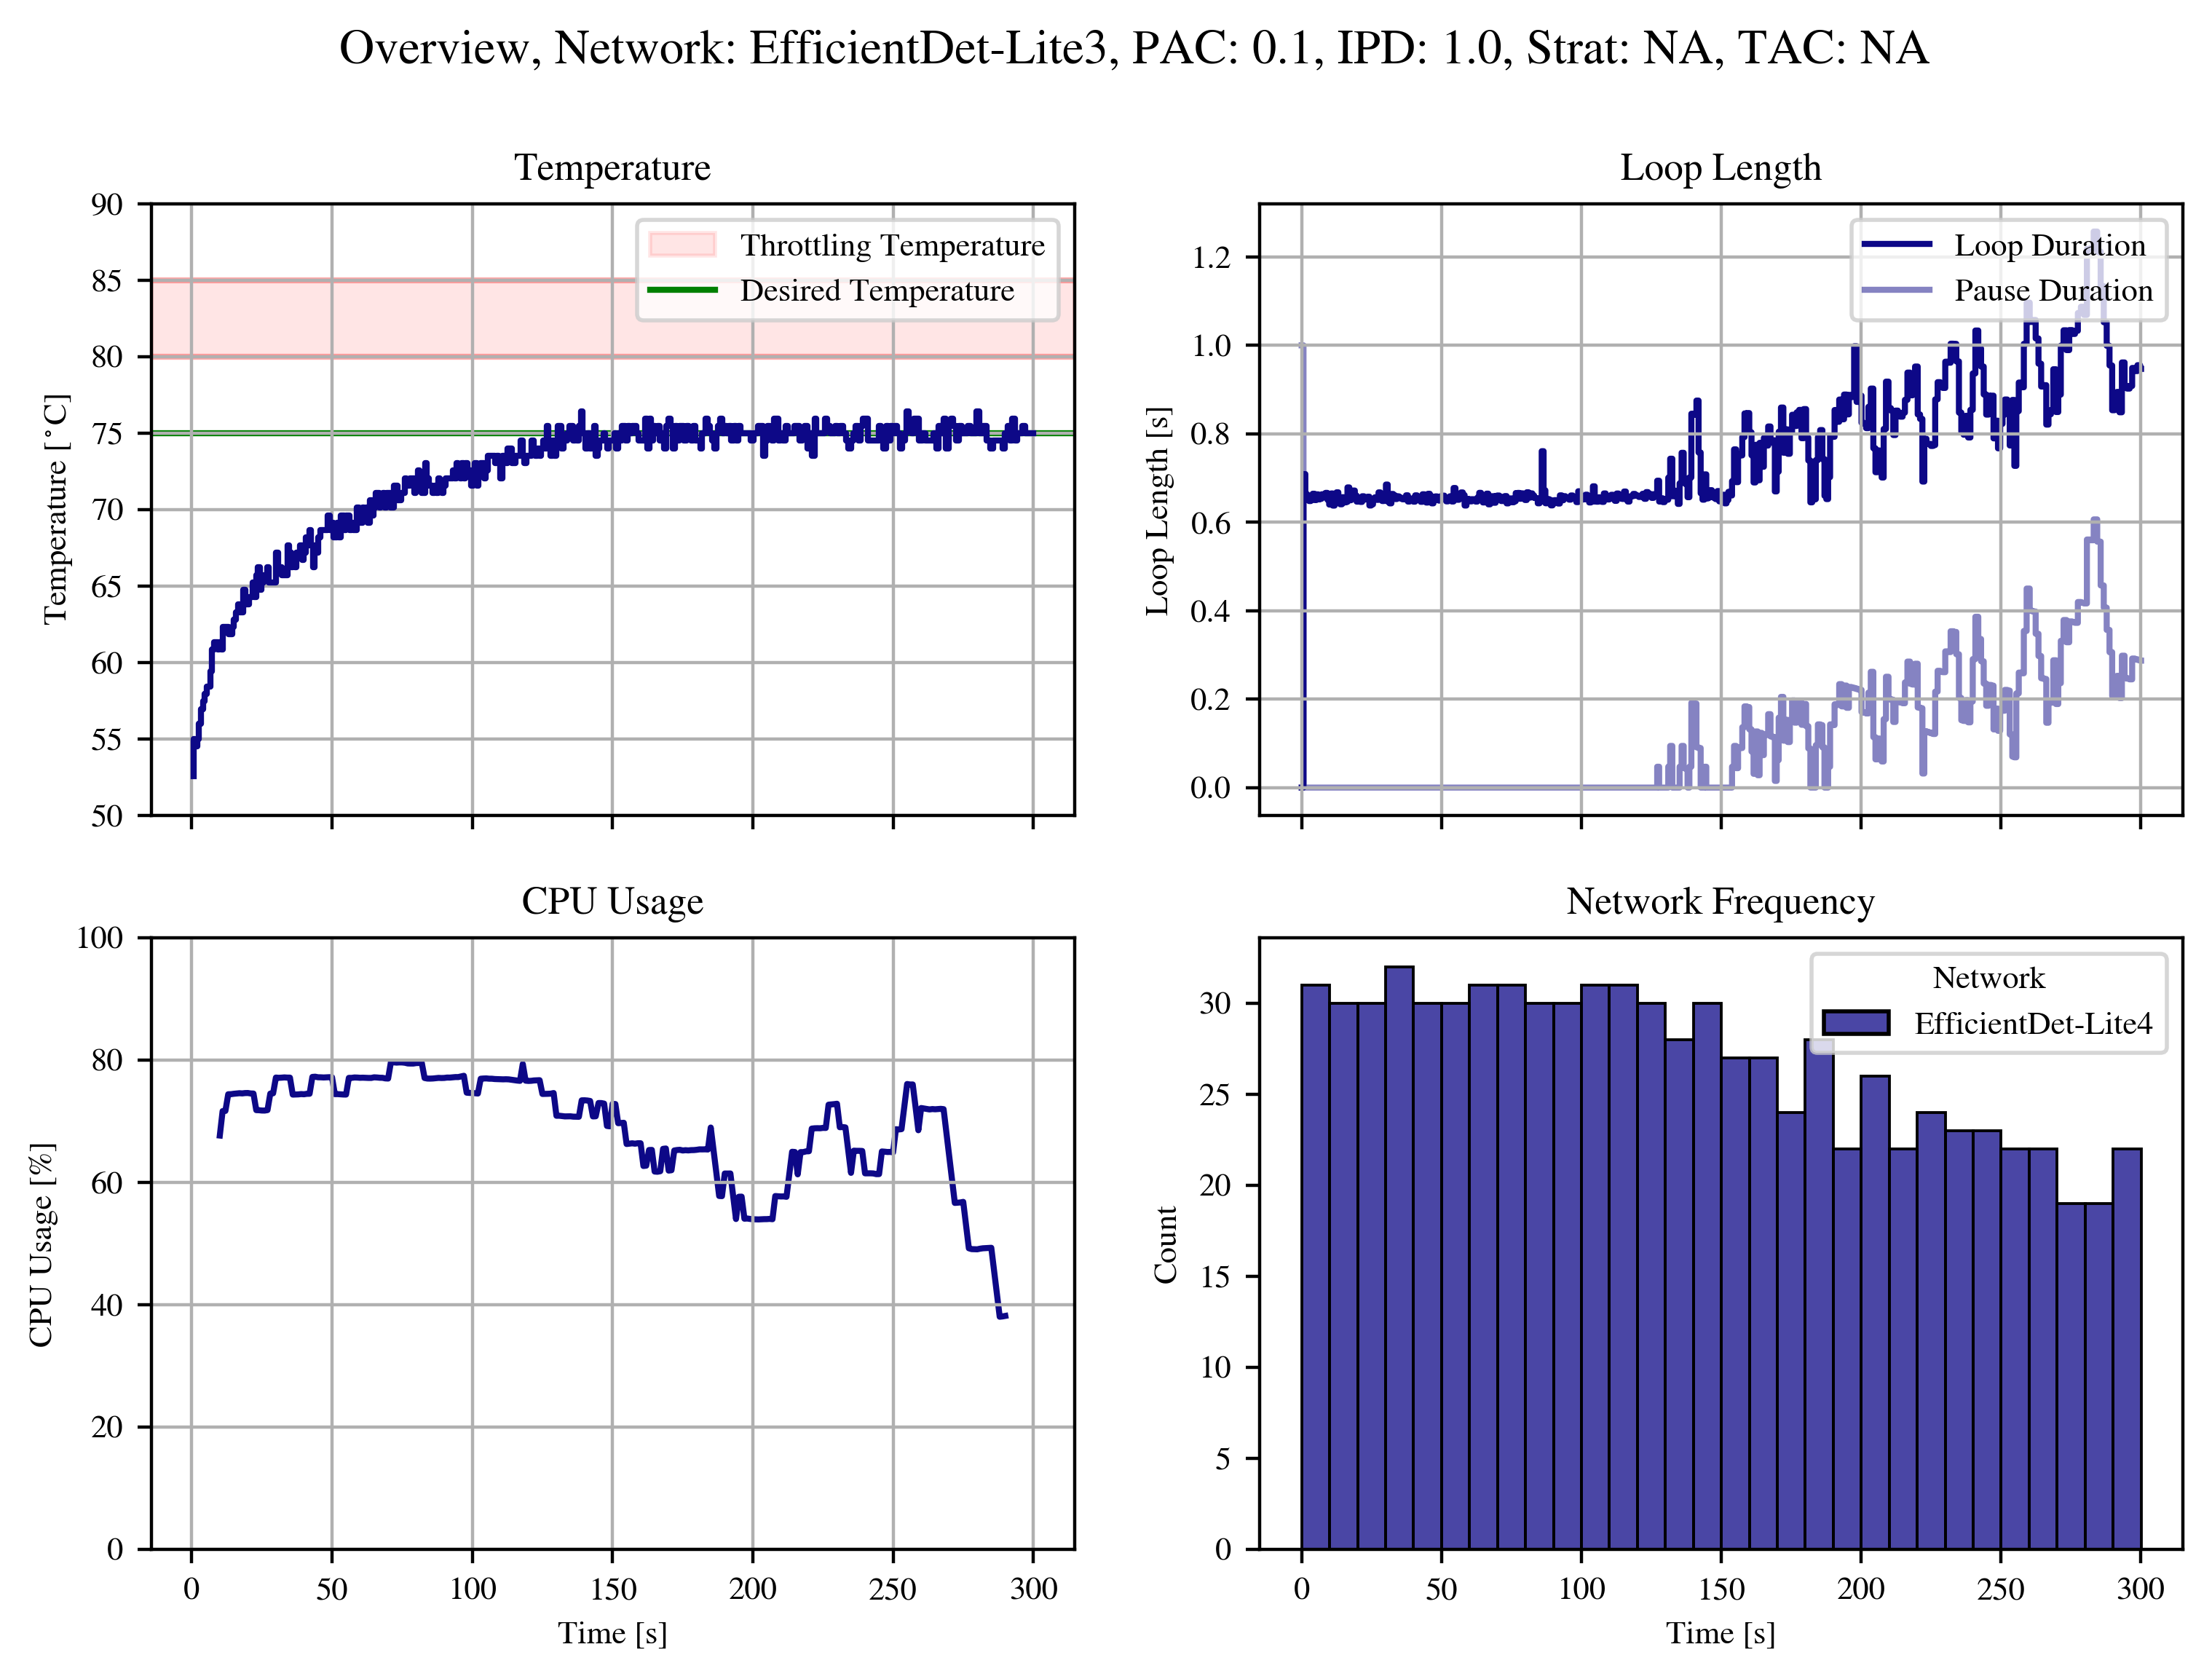 Overview, Network: EfficientDet-Lite3, PAC: 0.1, IPD: 1.0, Strat: NA, TAC: NA
Temperature
90
85
80
75
70
65
60
55
50
Temperature [°C]
Throttling Temperature
Desired Temperature
Loop Length
1.2
1.0
0.8
0.6
0.4
0.2
0.0
Loop Length [s]
Loop Duration
Pause Duration
CPU Usage
100
80
60
40
20
0
CPU Usage [%]
0 50 100 150 200 250 300
Time [s]
Network Frequency
30
25
20
15
10
5
0
Count
Network
EfficientDet-Lite4
0 50 100 150 200 250 300
Time [s]